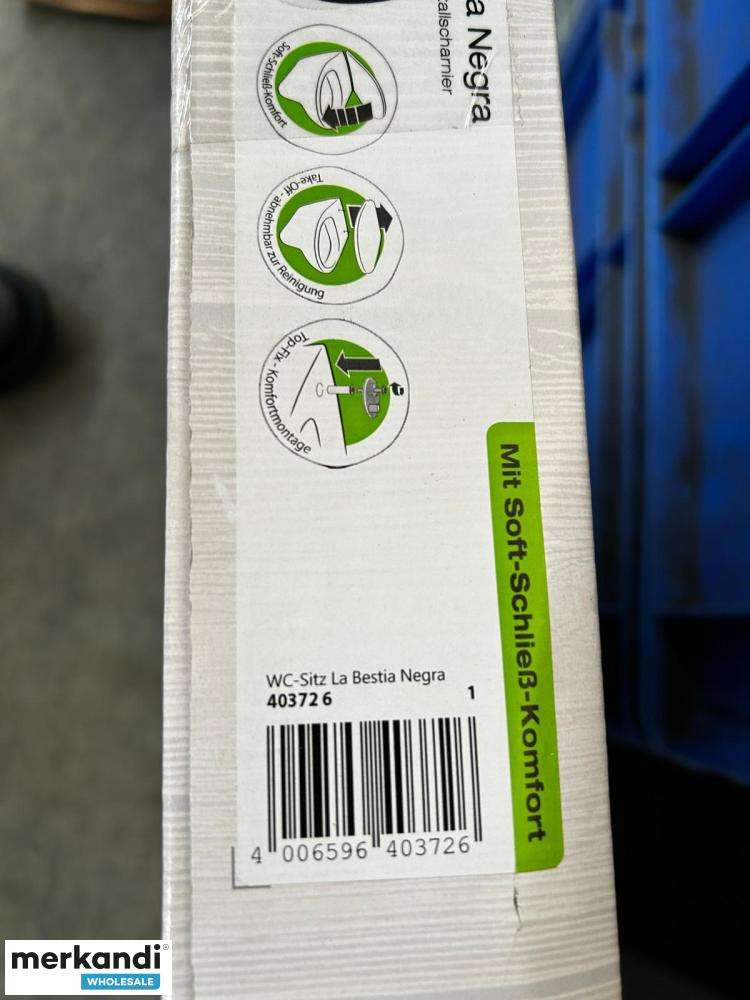 a Negra
allscharnier
Soft-Schließ-Komfort
Take-Off - abnehmbar zur Reinigung
Top-Fix - Komfortmontage
Mit Soft-Schließ-Komfort
WC-Sitz La Bestia Negra
40372 6 1
4 006596 403726
merkandi®
WHOLESALE